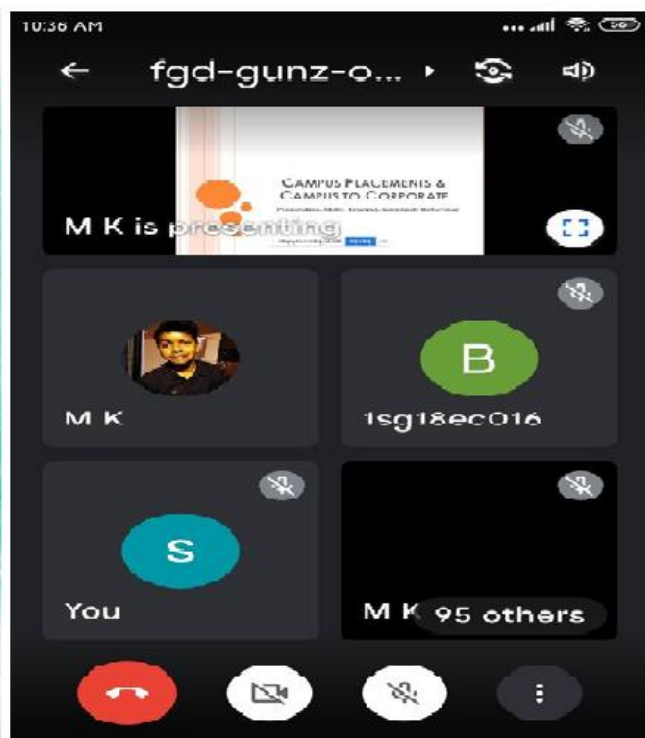 10:36 AM
fgd-gunz-o...
CAMPUS PLACEMENTS &
CAMPUS TO CORPORATE
M K is presenting
M K
B
1sg18ec016
S
You
M K
95 others